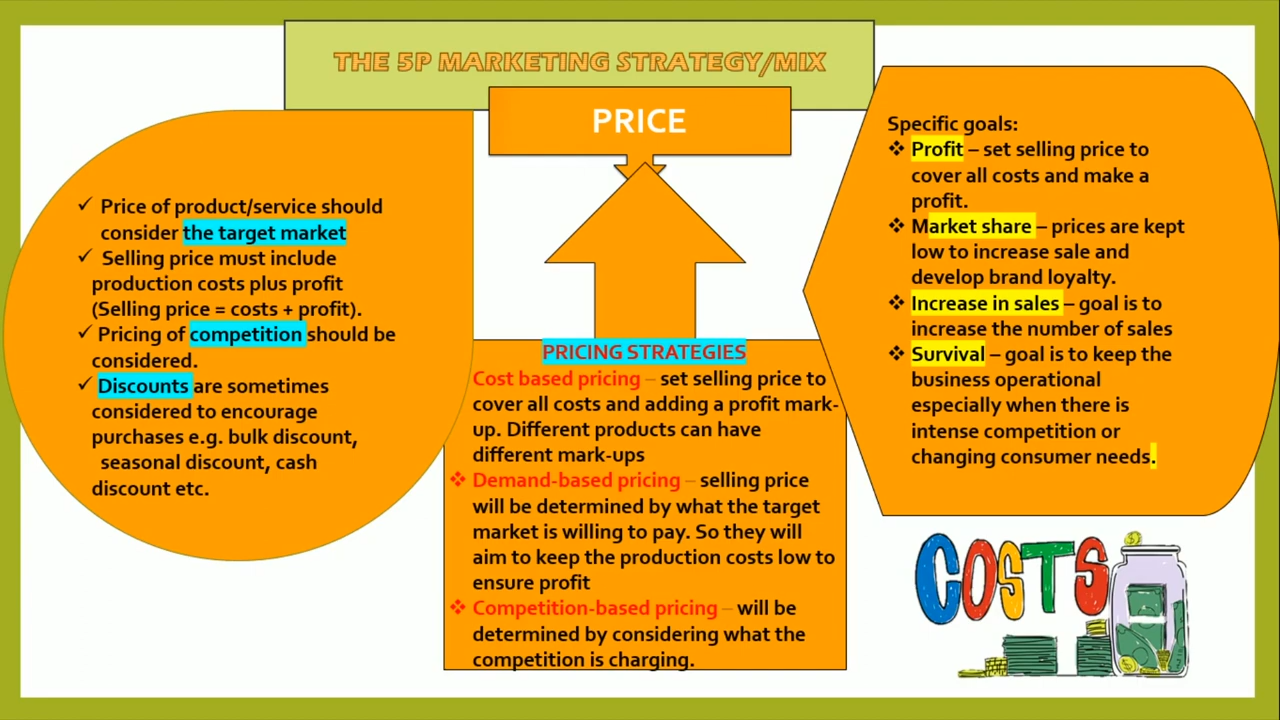 THE 5P MARKETING STRATEGY/MIX
PRICE
✓ Price of product/service should
consider the target market
✓ Selling price must include
production costs plus profit
(Selling price = costs + profit).
✓ Pricing of competition should be
considered.
✓ Discounts are sometimes
considered to encourage
purchases e.g. bulk discount,
seasonal discount, cash
discount etc.
PRICING STRATEGIES
Cost based pricing – set selling price to
cover all costs and adding a profit mark-
up. Different products can have
different mark-ups
❖ Demand-based pricing – selling price
will be determined by what the target
market is willing to pay. So they will
aim to keep the production costs low to
ensure profit
❖ Competition-based pricing – will be
determined by considering what the
competition is charging.
Specific goals:
❖ Profit – set selling price to
cover all costs and make a
profit.
❖ Market share – prices are kept
low to increase sale and
develop brand loyalty.
❖ Increase in sales – goal is to
increase the number of sales
❖ Survival – goal is to keep the
business operational
especially when there is
intense competition or
changing consumer needs.
COSTS